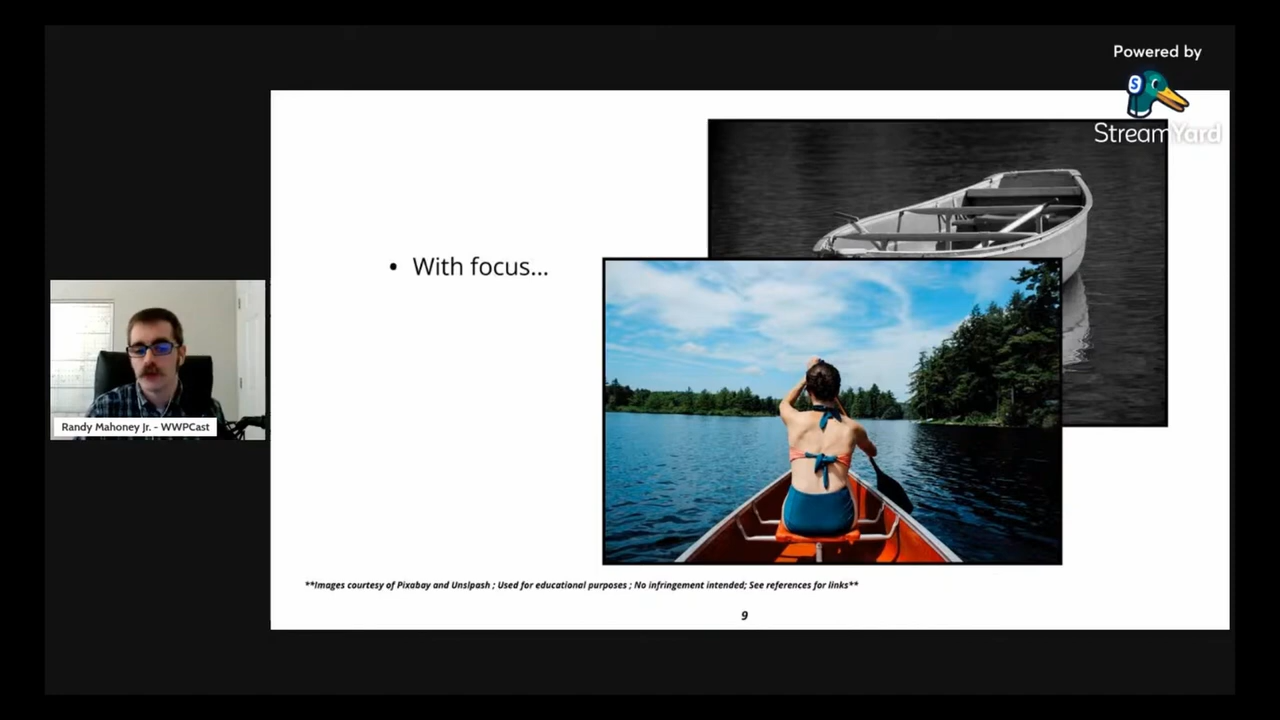 Powered by
S
StreamYard
• With focus...
Randy Mahoney Jr. - WWPCast
**Images courtesy of Pixabay and Unslpash ; Used for educational purposes ; No infringement intended; See references for links**
9